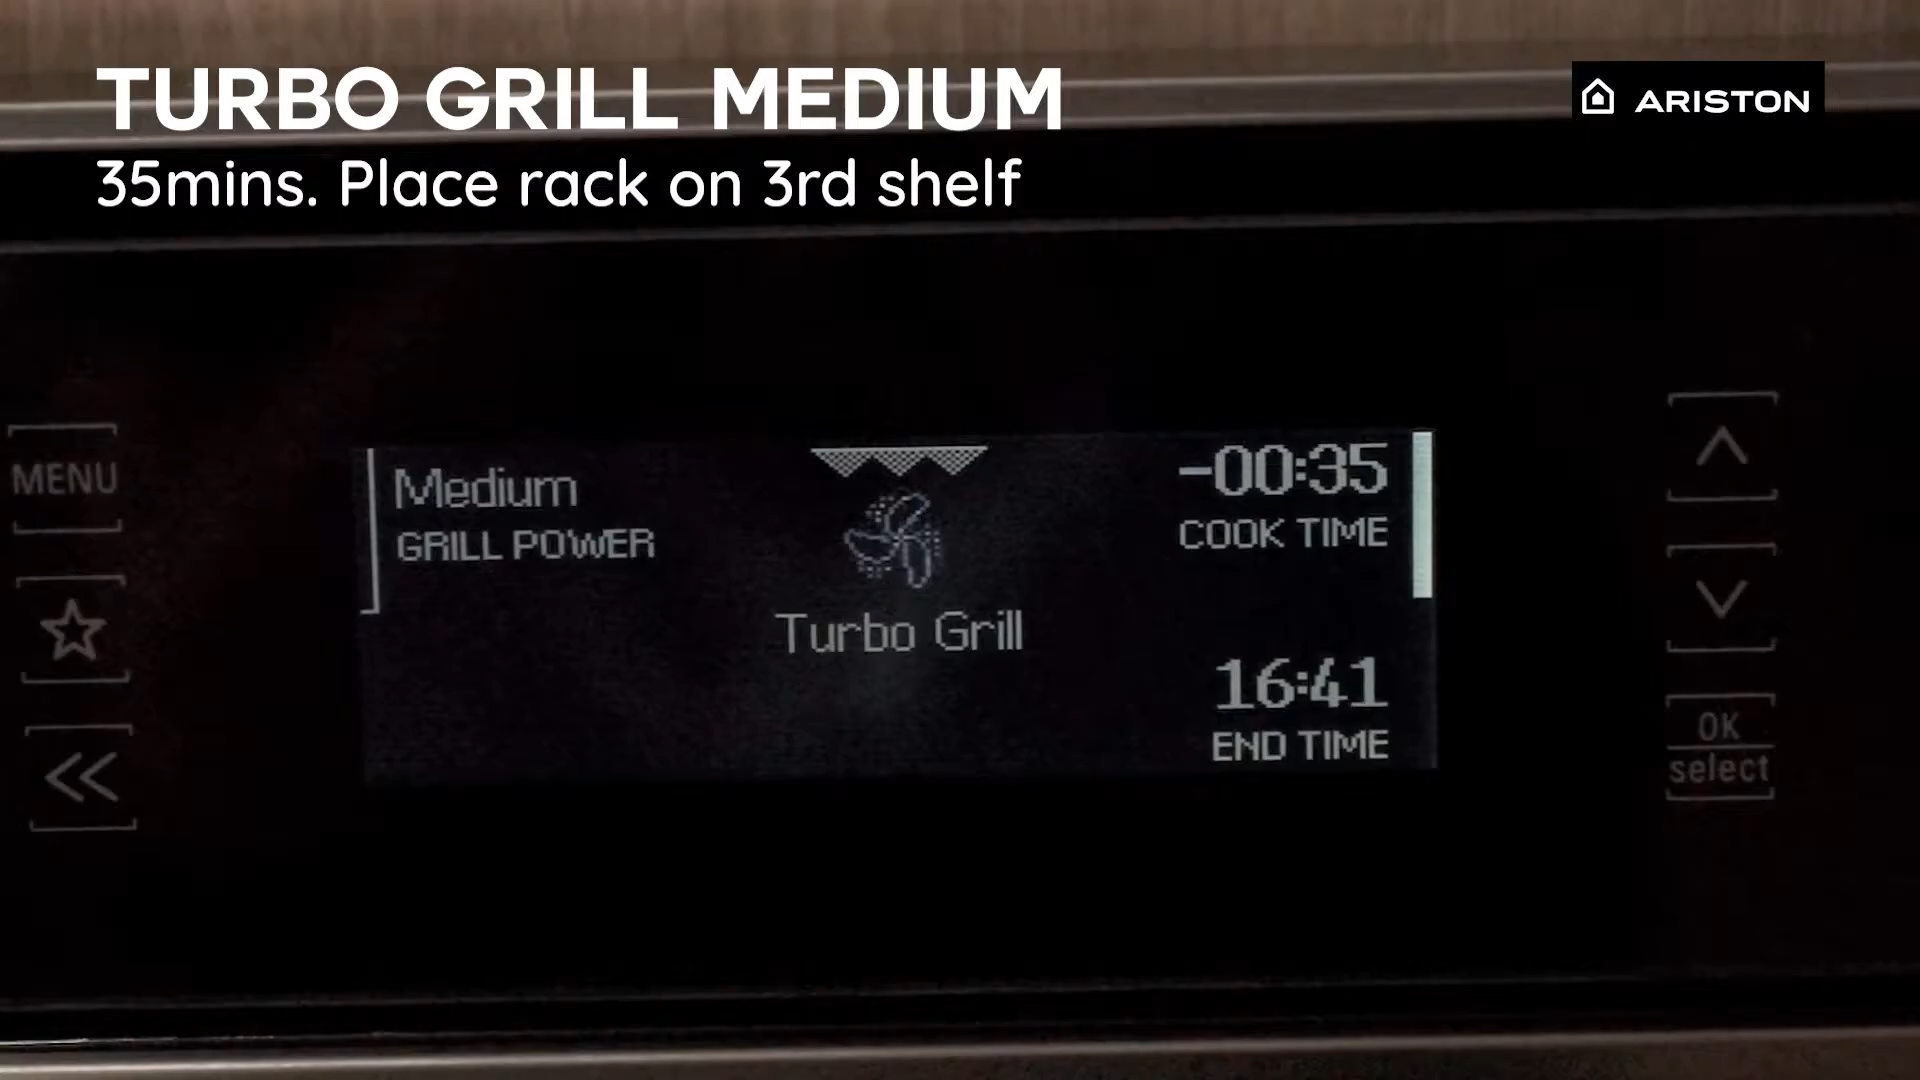 TURBO GRILL MEDIUM
35mins. Place rack on 3rd shelf
ARISTON
MENU
Medium
GRILL POWER
Turbo Grill
-00:35
COOK TIME
16:41
END TIME
OK
select